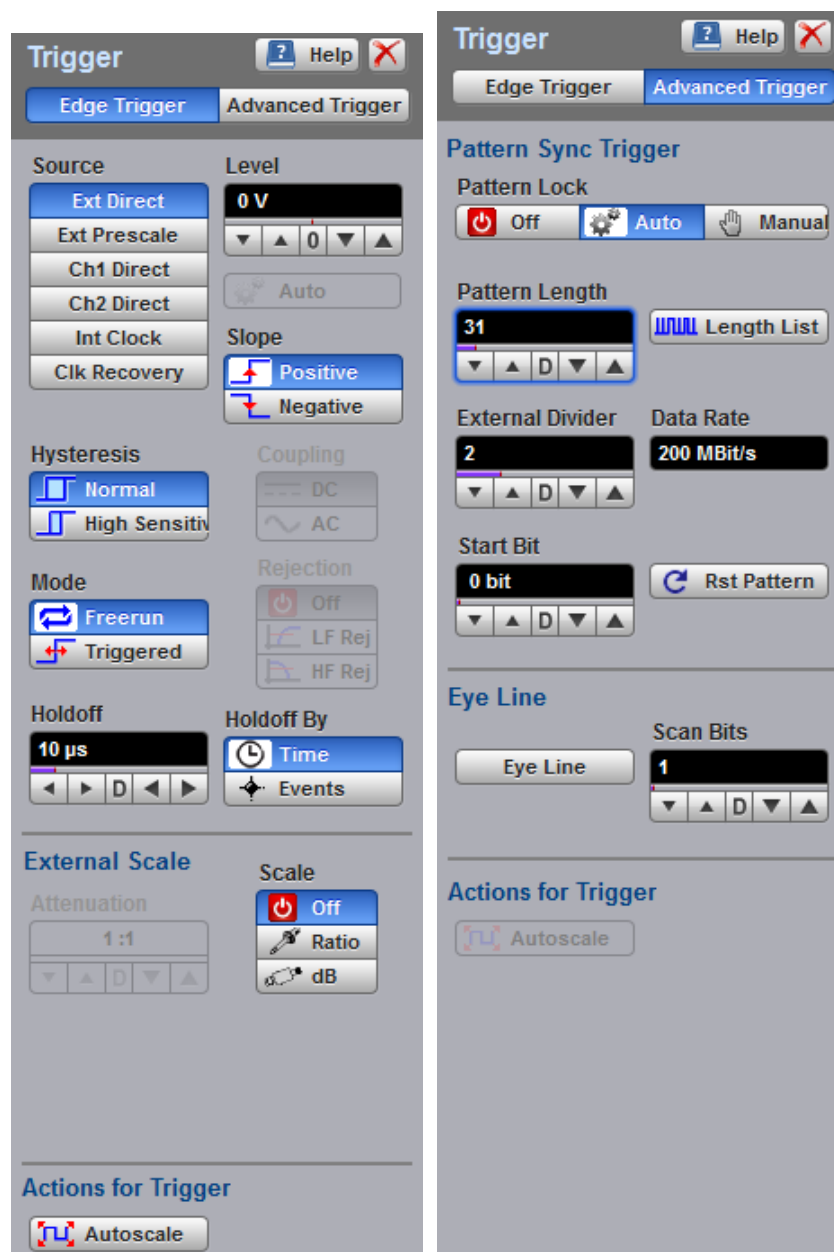 Trigger
Help
Edge Trigger
Advanced Trigger
Source
Level
Ext Direct
0 V
Ext Prescale
0
Ch1 Direct
Auto
Ch2 Direct
Int Clock
Slope
Clk Recovery
Positive
Negative
Hysteresis
Coupling
Normal
DC
High Sensitiv
AC
Mode
Rejection
Freerun
Off
Triggered
LF Rej
HF Rej
Holdoff
Holdoff By
10 µs
Time
D
Events
External Scale
Scale
Attenuation
Off
1 :1
Ratio
D
dB
Actions for Trigger
Autoscale
Trigger
? Help
Edge Trigger
Advanced Trigger
Pattern Sync Trigger
Pattern Lock
Off
Auto
Manual
Pattern Length
31
Length List
D
External Divider
Data Rate
2
200 MBit/s
D
Start Bit
0 bit
Rst Pattern
D
Eye Line
Scan Bits
Eye Line
1
D
Actions for Trigger
Autoscale